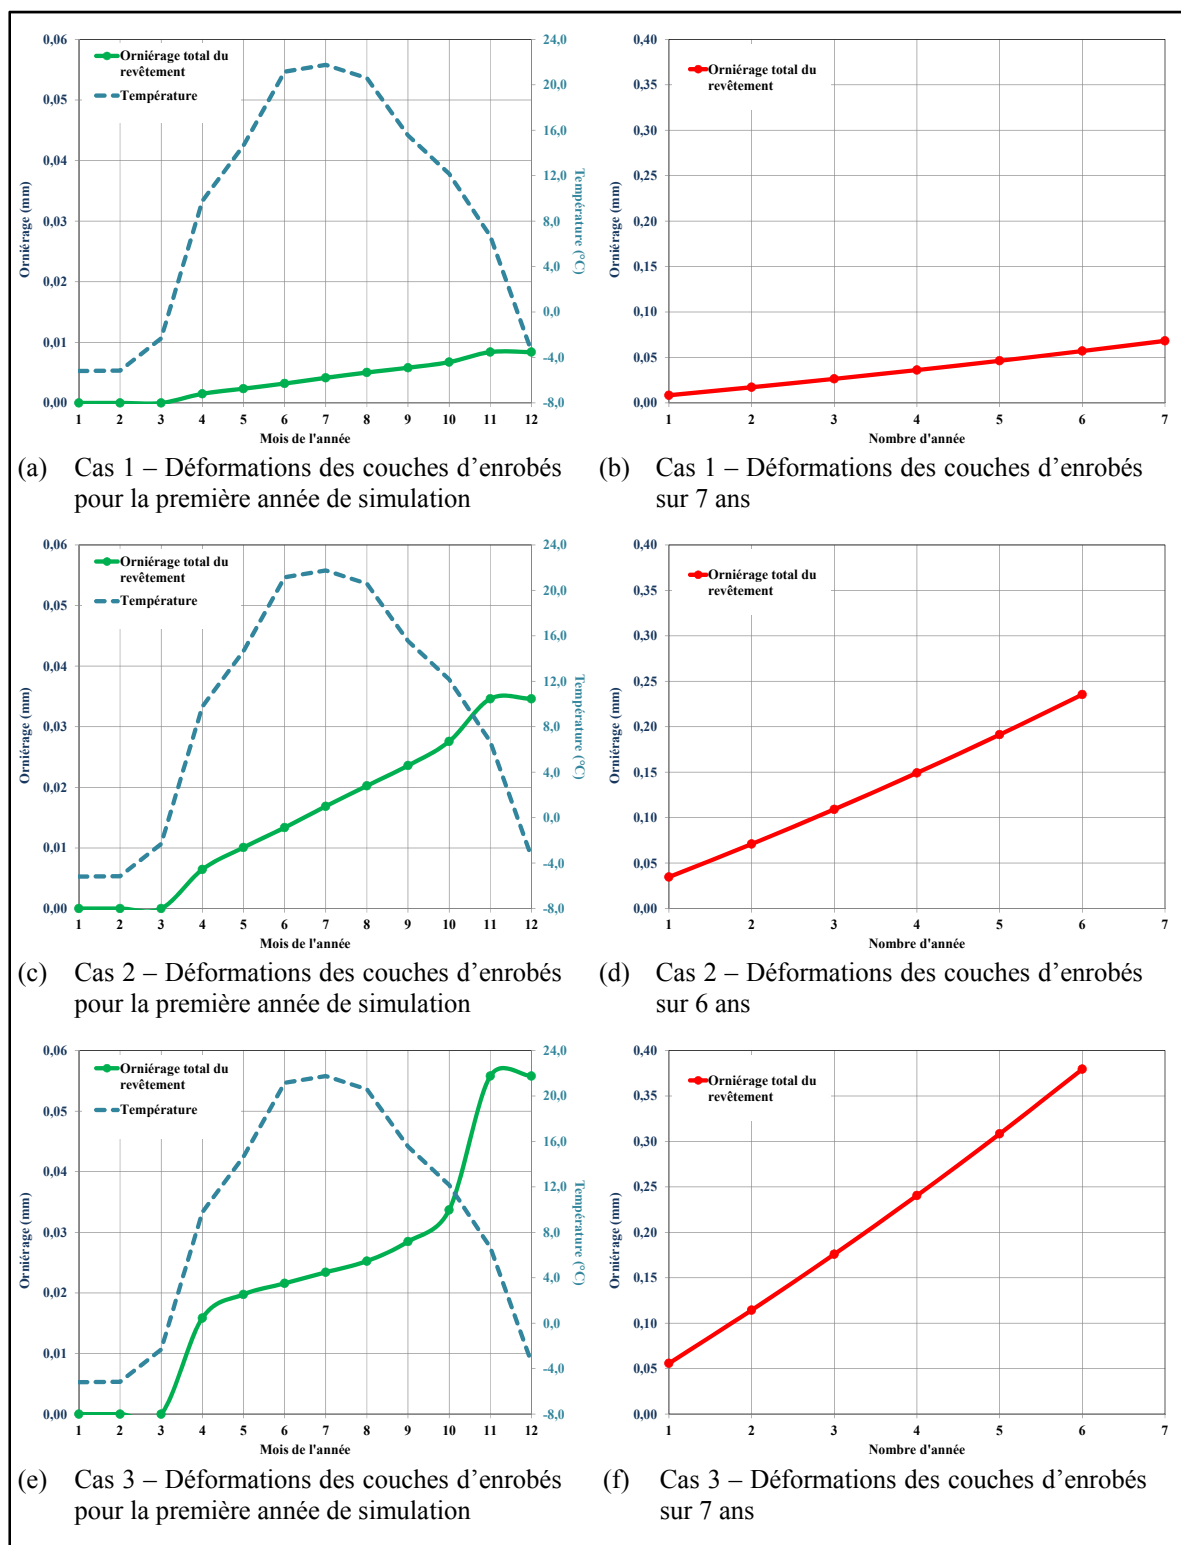 0,06
0,05
0,04
0,03
0,02
0,01
0,00
24,0
20,0
16,0
12,0
8,0
4,0
0,0
-4,0
-8,0
1 2 3 4 5 6 7 8 9 10 11 12
Orniérage (mm)
Température (°C)
Mois de l'année
Orniérage total du
revêtement
Température
0,40
0,35
0,30
0,25
0,20
0,15
0,10
0,05
0,00
1 2 3 4 5 6 7
Orniérage (mm)
Nombre d'année
Orniérage total du
revêtement
(a) Cas 1 – Déformations des couches d’enrobés
pour la première année de simulation
(b) Cas 1 – Déformations des couches d’enrobés
sur 7 ans
0,06
0,05
0,04
0,03
0,02
0,01
0,00
24,0
20,0
16,0
12,0
8,0
4,0
0,0
-4,0
-8,0
1 2 3 4 5 6 7 8 9 10 11 12
Orniérage (mm)
Température (°C)
Mois de l'année
Orniérage total du
revêtement
Température
0,40
0,35
0,30
0,25
0,20
0,15
0,10
0,05
0,00
1 2 3 4 5 6 7
Orniérage (mm)
Nombre d'année
Orniérage total du
revêtement
(c) Cas 2 – Déformations des couches d’enrobés
pour la première année de simulation
(d) Cas 2 – Déformations des couches d’enrobés
sur 6 ans
0,06
0,05
0,04
0,03
0,02
0,01
0,00
24,0
20,0
16,0
12,0
8,0
4,0
0,0
-4,0
-8,0
1 2 3 4 5 6 7 8 9 10 11 12
Orniérage (mm)
Température (°C)
Mois de l'année
Orniérage total du
revêtement
Température
0,40
0,35
0,30
0,25
0,20
0,15
0,10
0,05
0,00
1 2 3 4 5 6 7
Orniérage (mm)
Nombre d'année
Orniérage total du
revêtement
(e) Cas 3 – Déformations des couches d’enrobés
pour la première année de simulation
(f) Cas 3 – Déformations des couches d’enrobés
sur 7 ans